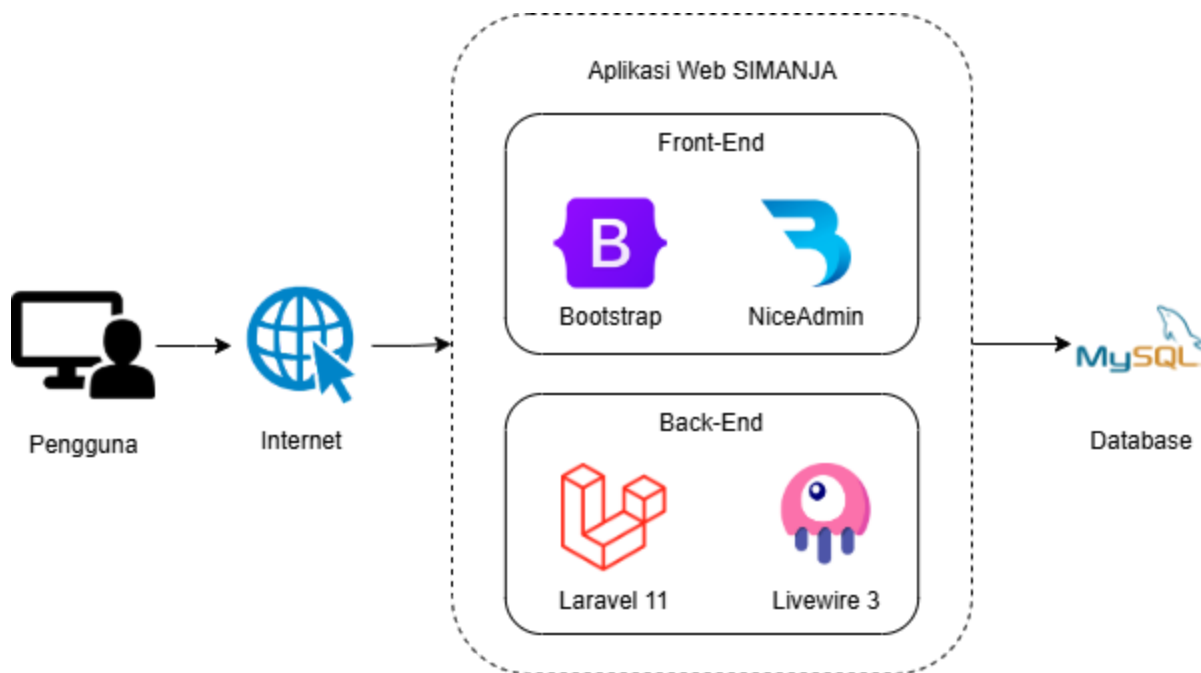 Aplikasi Web SIMANJA
Front-End
B
Bootstrap
NiceAdmin
Pengguna
Internet
Back-End
Laravel 11
Livewire 3
MySQL
Database